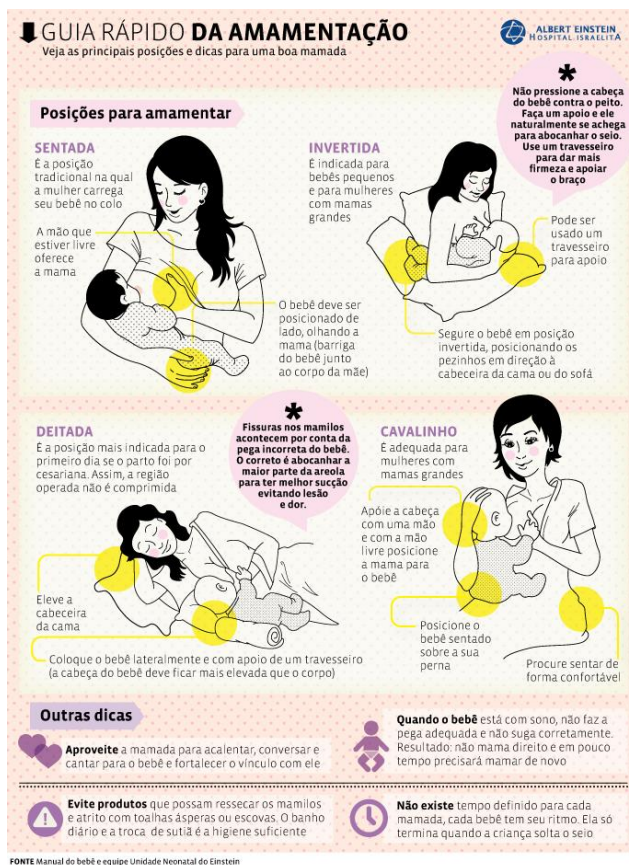 GUIA RÁPIDO DA AMAMENTAÇÃO
Veja as principais posições e dicas para uma boa mamada
ALBERT EINSTEIN
HOSPITAL ISRAELITA
*
Não pressione a cabeça
do bebê contra o peito.
Faça um apoio e ele
naturalmente se achega
para abocanhar o seio.
Use um travesseiro
para dar mais
firmeza e apoiar
o braço
Posições para amamentar
SENTADA
É a posição
tradicional na qual
a mulher carrega
seu bebê no colo
A mão que
estiver livre
oferece
a mama
O bebê deve ser
posicionado de
lado, olhando a
mama (barriga
do bebê junto
ao corpo da mãe)
INVERTIDA
É indicada para
bebês pequenos
e para mulheres
com mamas
grandes
Pode ser
usado um
travesseiro
para apoio
Segure o bebê em posição
invertida, posicionando os
pezinhos em direção à
cabeceira da cama ou do sofá
DEITADA
É a posição mais indicada para o
primeiro dia se o parto foi por
cesariana. Assim, a região
operada não é comprimida
*
Fissuras nos mamilos
acontecem por conta da
pega incorreta do bebê.
O correto é abocanhar a
maior parte da areola
para ter melhor sucção
evitando lesão
e dor.
Eleve a
cabeceira
da cama
Coloque o bebê lateralmente e com apoio de um travesseiro
(a cabeça do bebê deve ficar mais elevada que o corpo)
CAVALINHO
É adequada para
mulheres com
mamas grandes
Apóie a cabeça
com uma mão
e com a mão
livre posicione
a mama para
o bebê
Posicione o
bebê sentado
sobre a sua
perna
Procure sentar de
forma confortável
Outras dicas
Aproveite a mamada para acalentar, conversar e
cantar para o bebê e fortalecer o vínculo com ele
Quando o bebê está com sono, não faz a
pega adequada e não suga corretamente.
Resultado: não mama direito e em pouco
tempo precisará mamar de novo
Evite produtos que possam ressecar os mamilos
e atrito com toalhas ásperas ou escovas. O banho
diário e a troca de sutiã é a higiene suficiente
Não existe tempo definido para cada
mamada, cada bebê tem seu ritmo. Ela só
termina quando a criança solta o seio
FONTE Manual do bebê e equipe Unidade Neonatal do Einstein